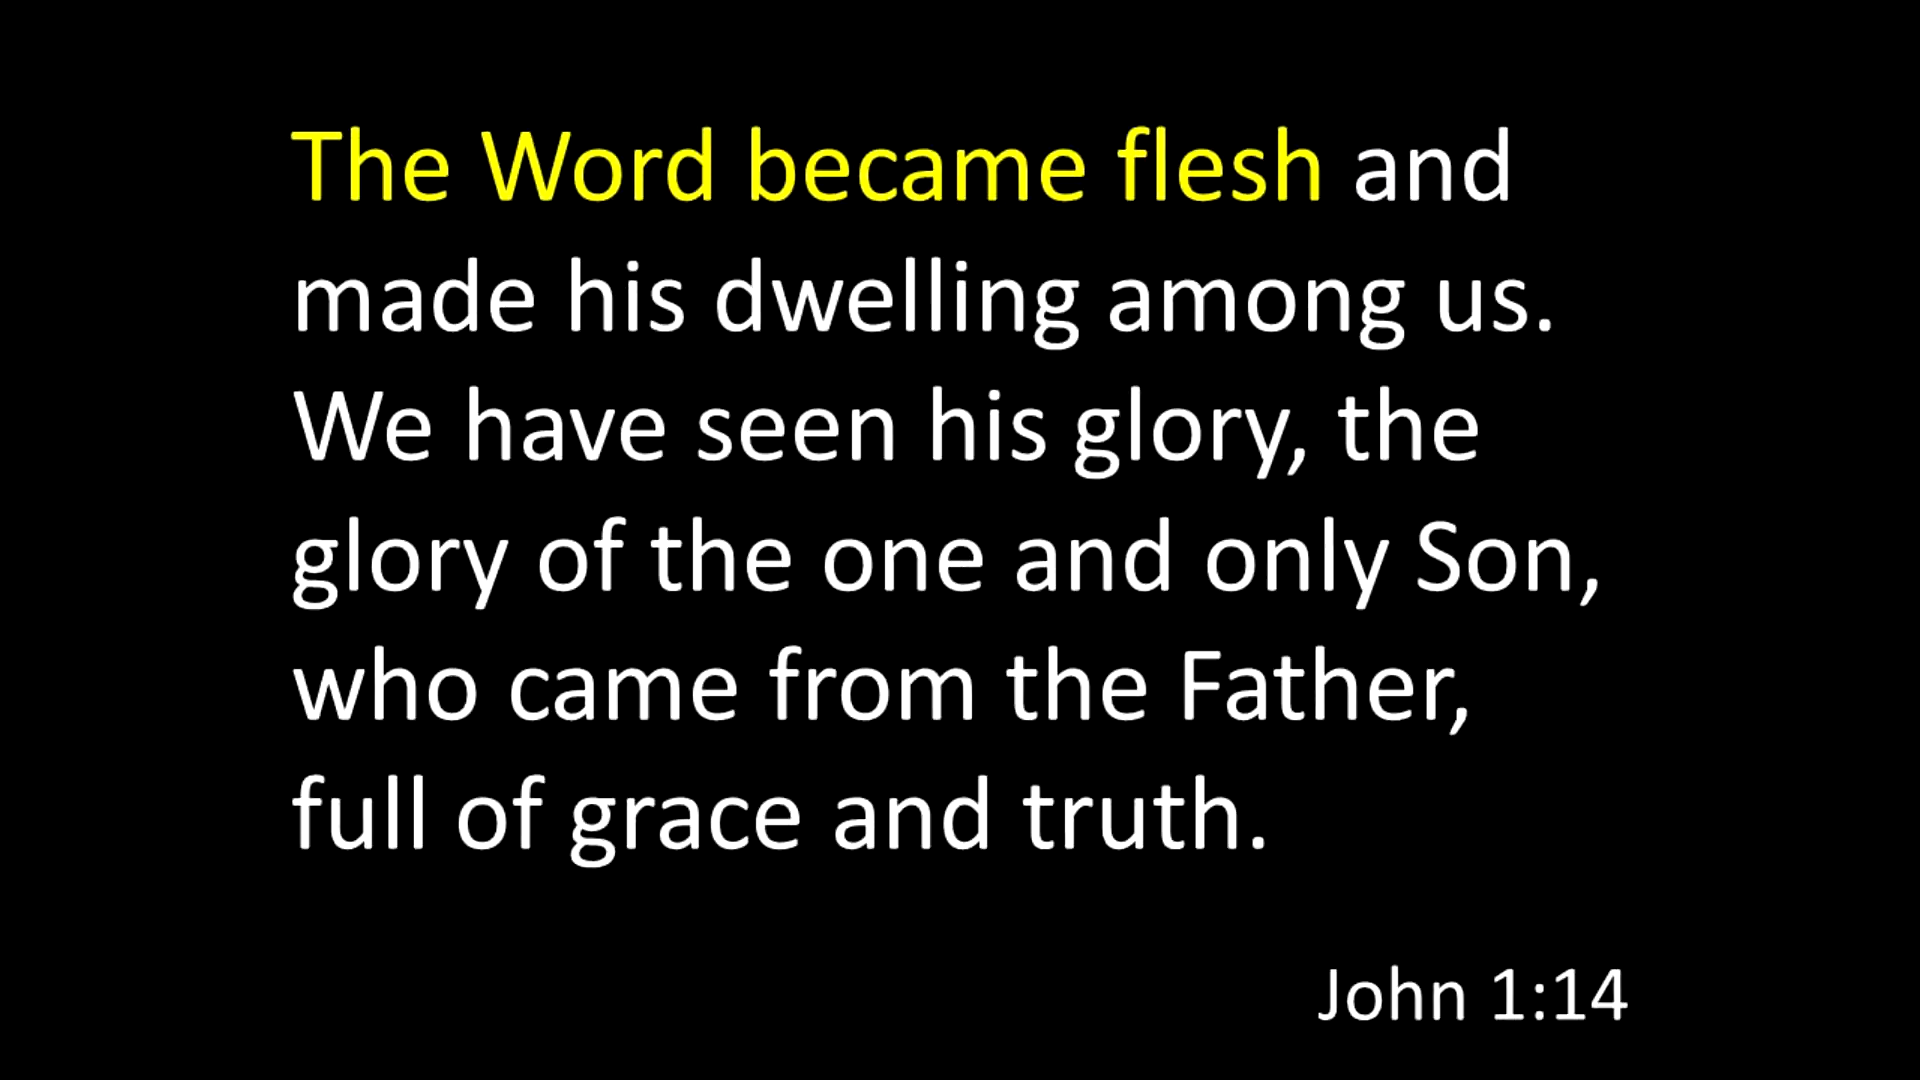 The Word became flesh and
made his dwelling among us.
We have seen his glory, the
glory of the one and only Son,
who came from the Father,
full of grace and truth.
John 1:14